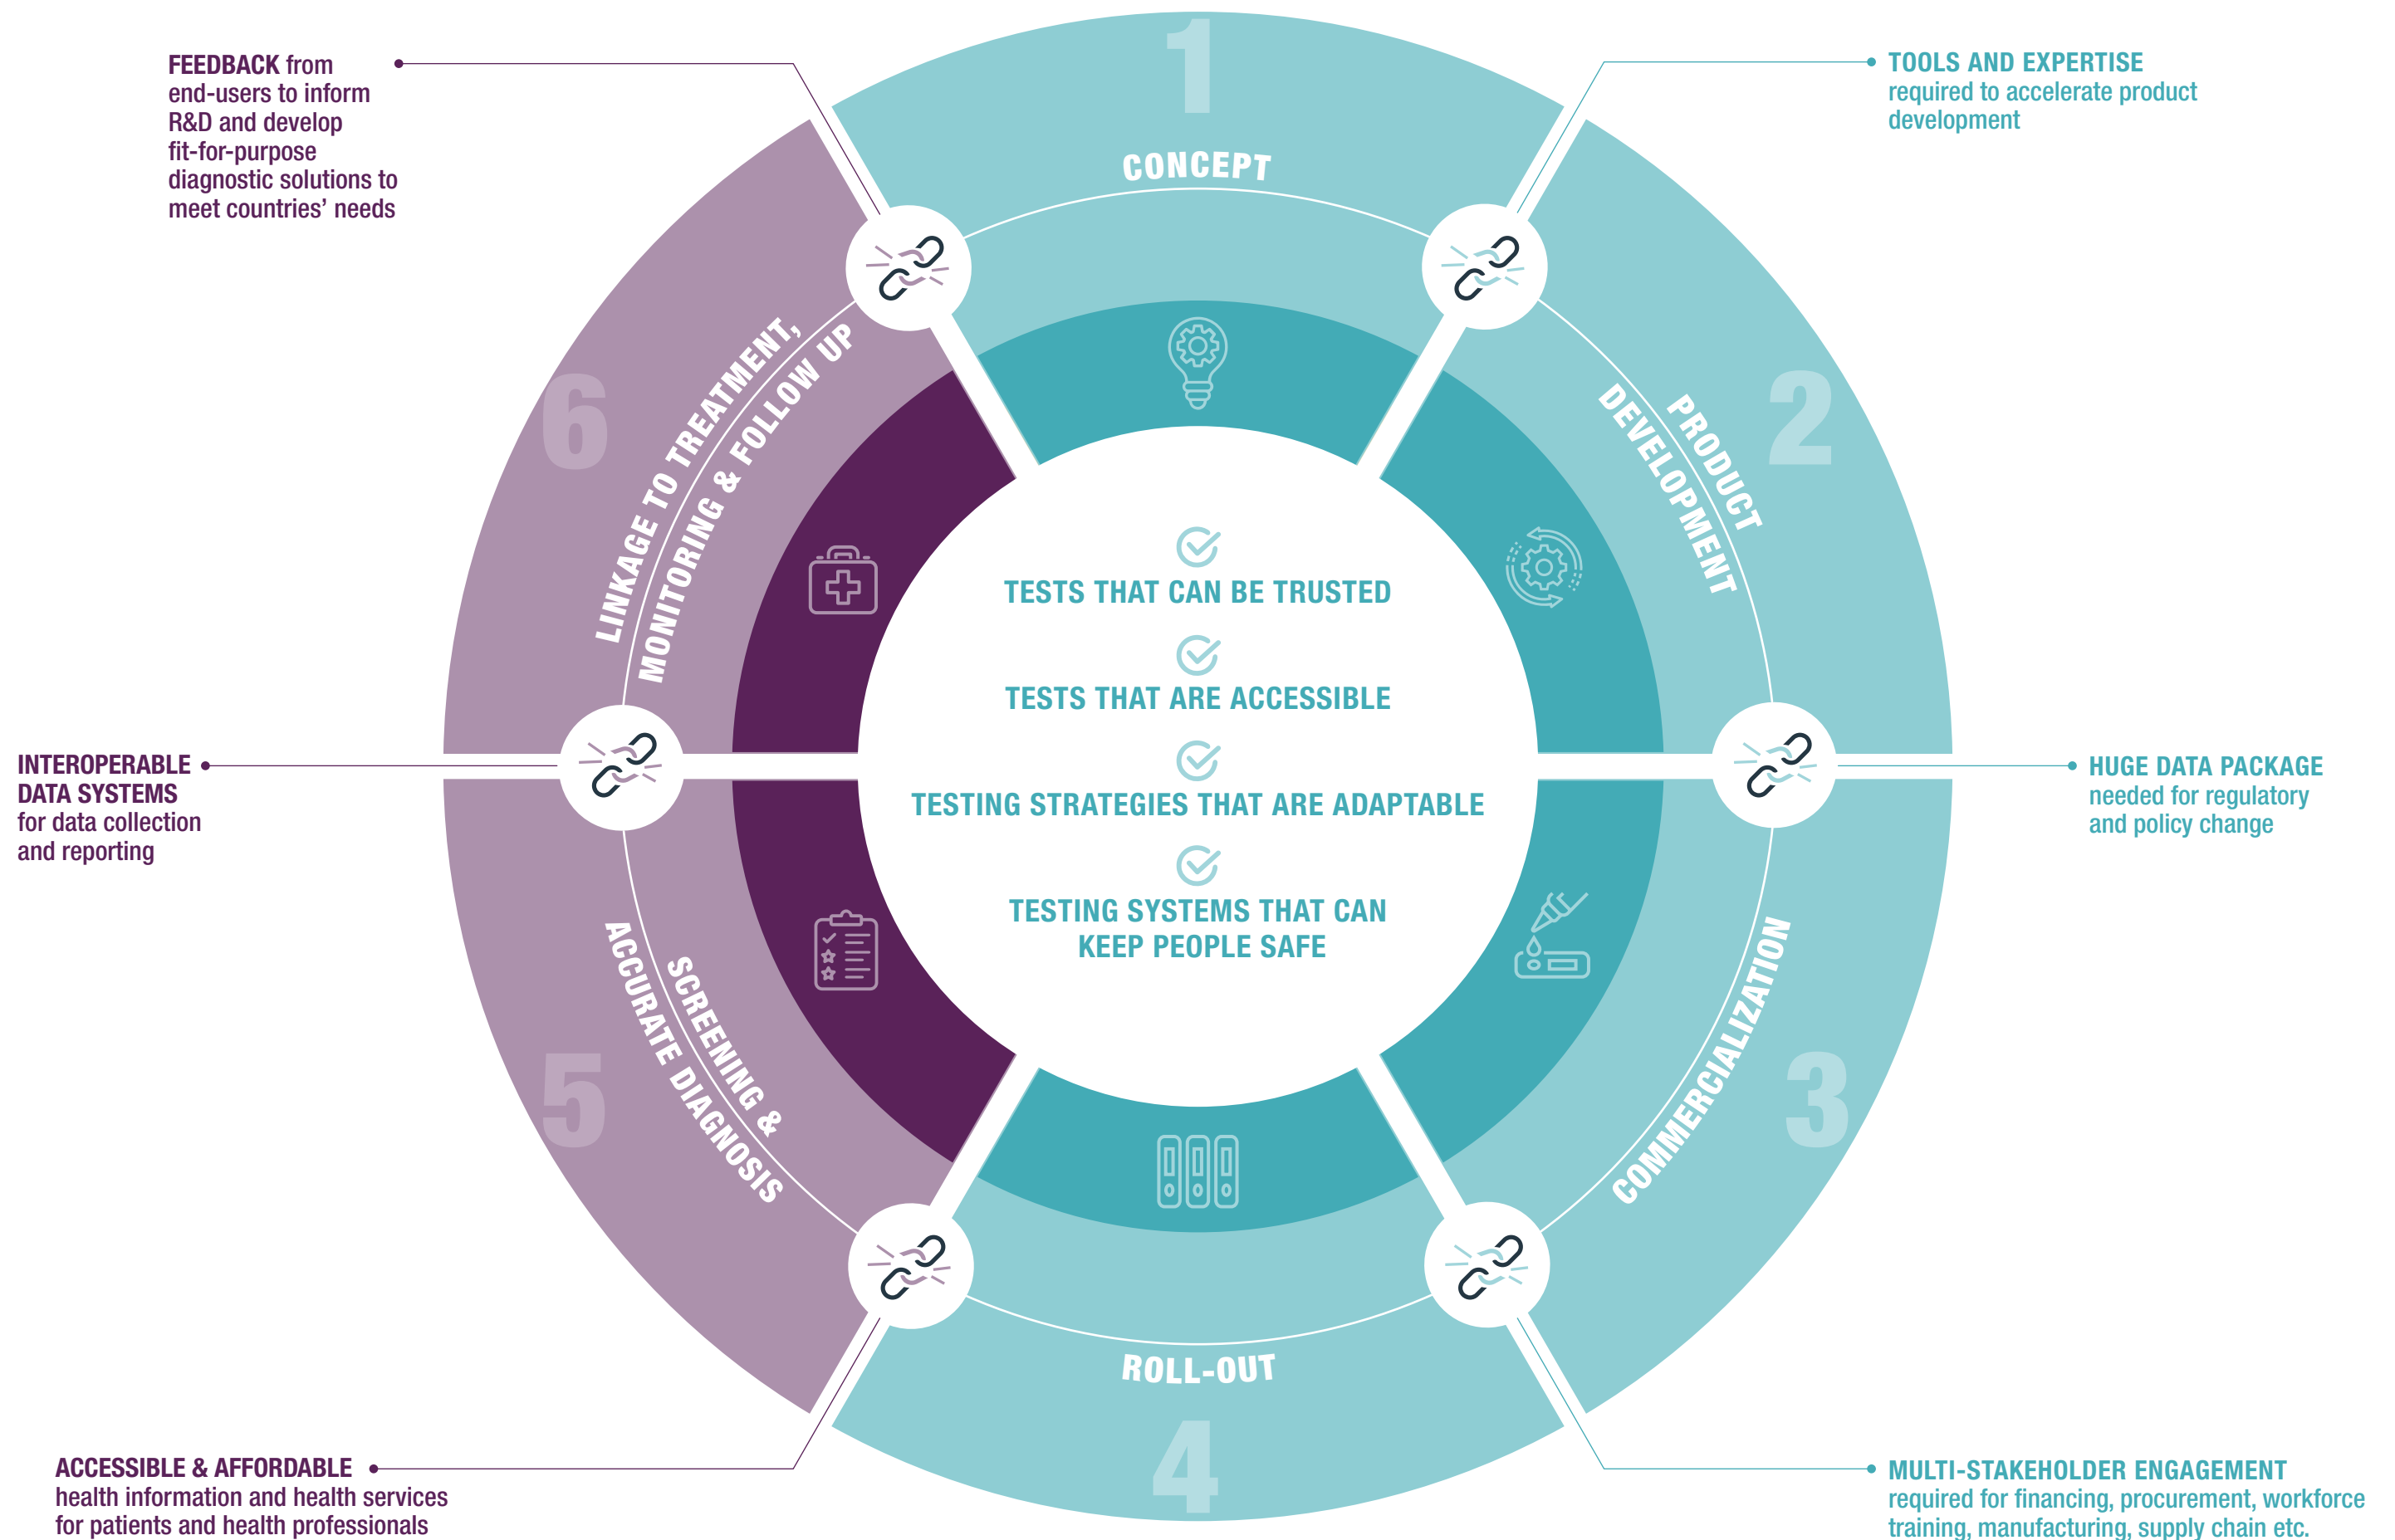 1
CONCEPT
TOOLS AND EXPERTISE
required to accelerate product
development
2
PRODUCT
DEVELOPMENT
HUGE DATA PACKAGE
needed for regulatory
and policy change
3
COMMERCIALIZATION
MULTI-STAKEHOLDER ENGAGEMENT
required for financing, procurement, workforce
training, manufacturing, supply chain etc.
4
ROLL-OUT
ACCESSIBLE & AFFORDABLE
health information and health services
for patients and health professionals
5
SCREENING &
ACCURATE DIAGNOSIS
INTEROPERABLE
DATA SYSTEMS
for data collection
and reporting
6
LINKAGE TO TREATMENT,
MONITORING & FOLLOW UP
FEEDBACK from
end-users to inform
R&D and develop
fit-for-purpose
diagnostic solutions to
meet countries’ needs
TESTS THAT CAN BE TRUSTED
TESTS THAT ARE ACCESSIBLE
TESTING STRATEGIES THAT ARE ADAPTABLE
TESTING SYSTEMS THAT CAN
KEEP PEOPLE SAFE